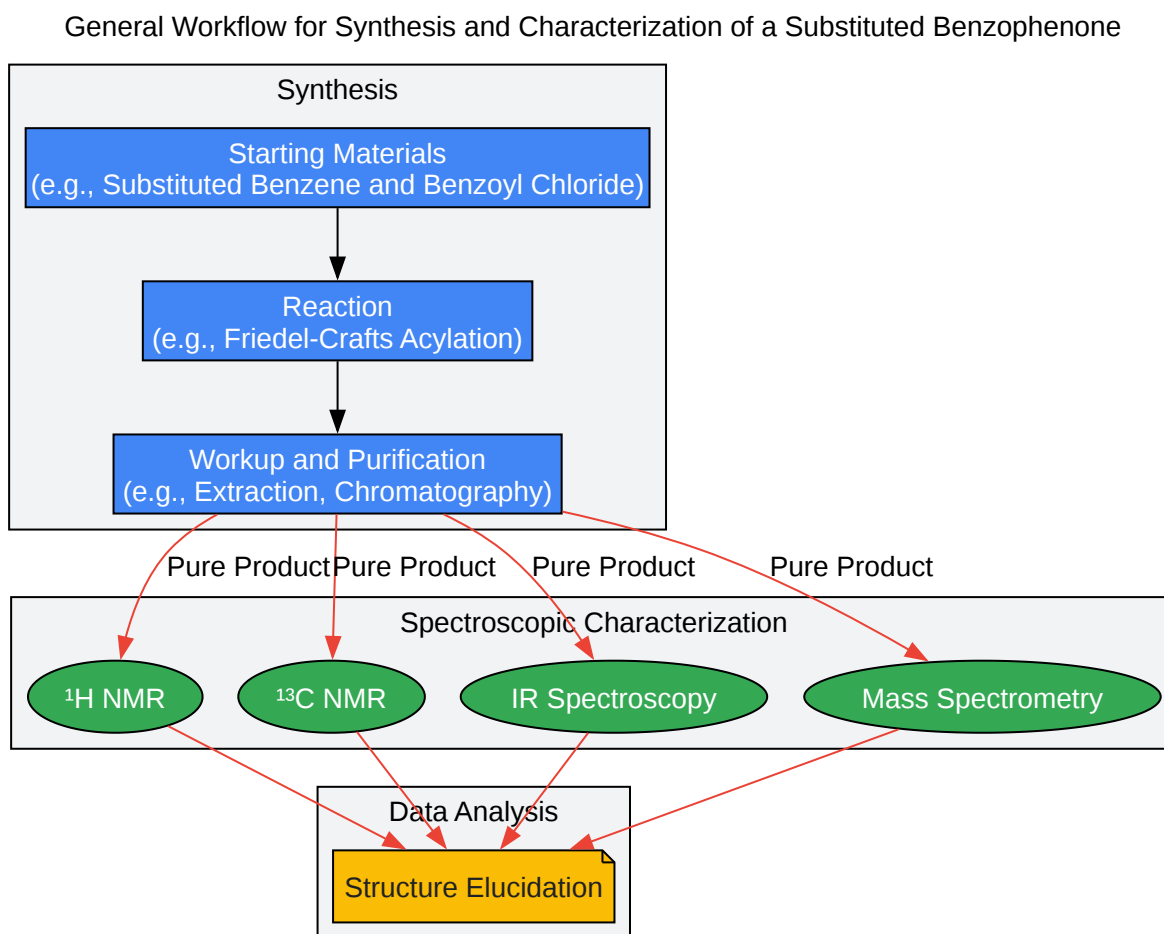 General Workflow for Synthesis and Characterization of a Substituted Benzophenone
Synthesis
Starting Materials
(e.g., Substituted Benzene and Benzoyl Chloride)
Reaction
(e.g., Friedel-Crafts Acylation)
Workup and Purification
(e.g., Extraction, Chromatography)
Pure Product
Pure Product
Pure Product
Pure Product
Spectroscopic Characterization
¹H NMR
¹³C NMR
IR Spectroscopy
Mass Spectrometry
Data Analysis
Structure Elucidation